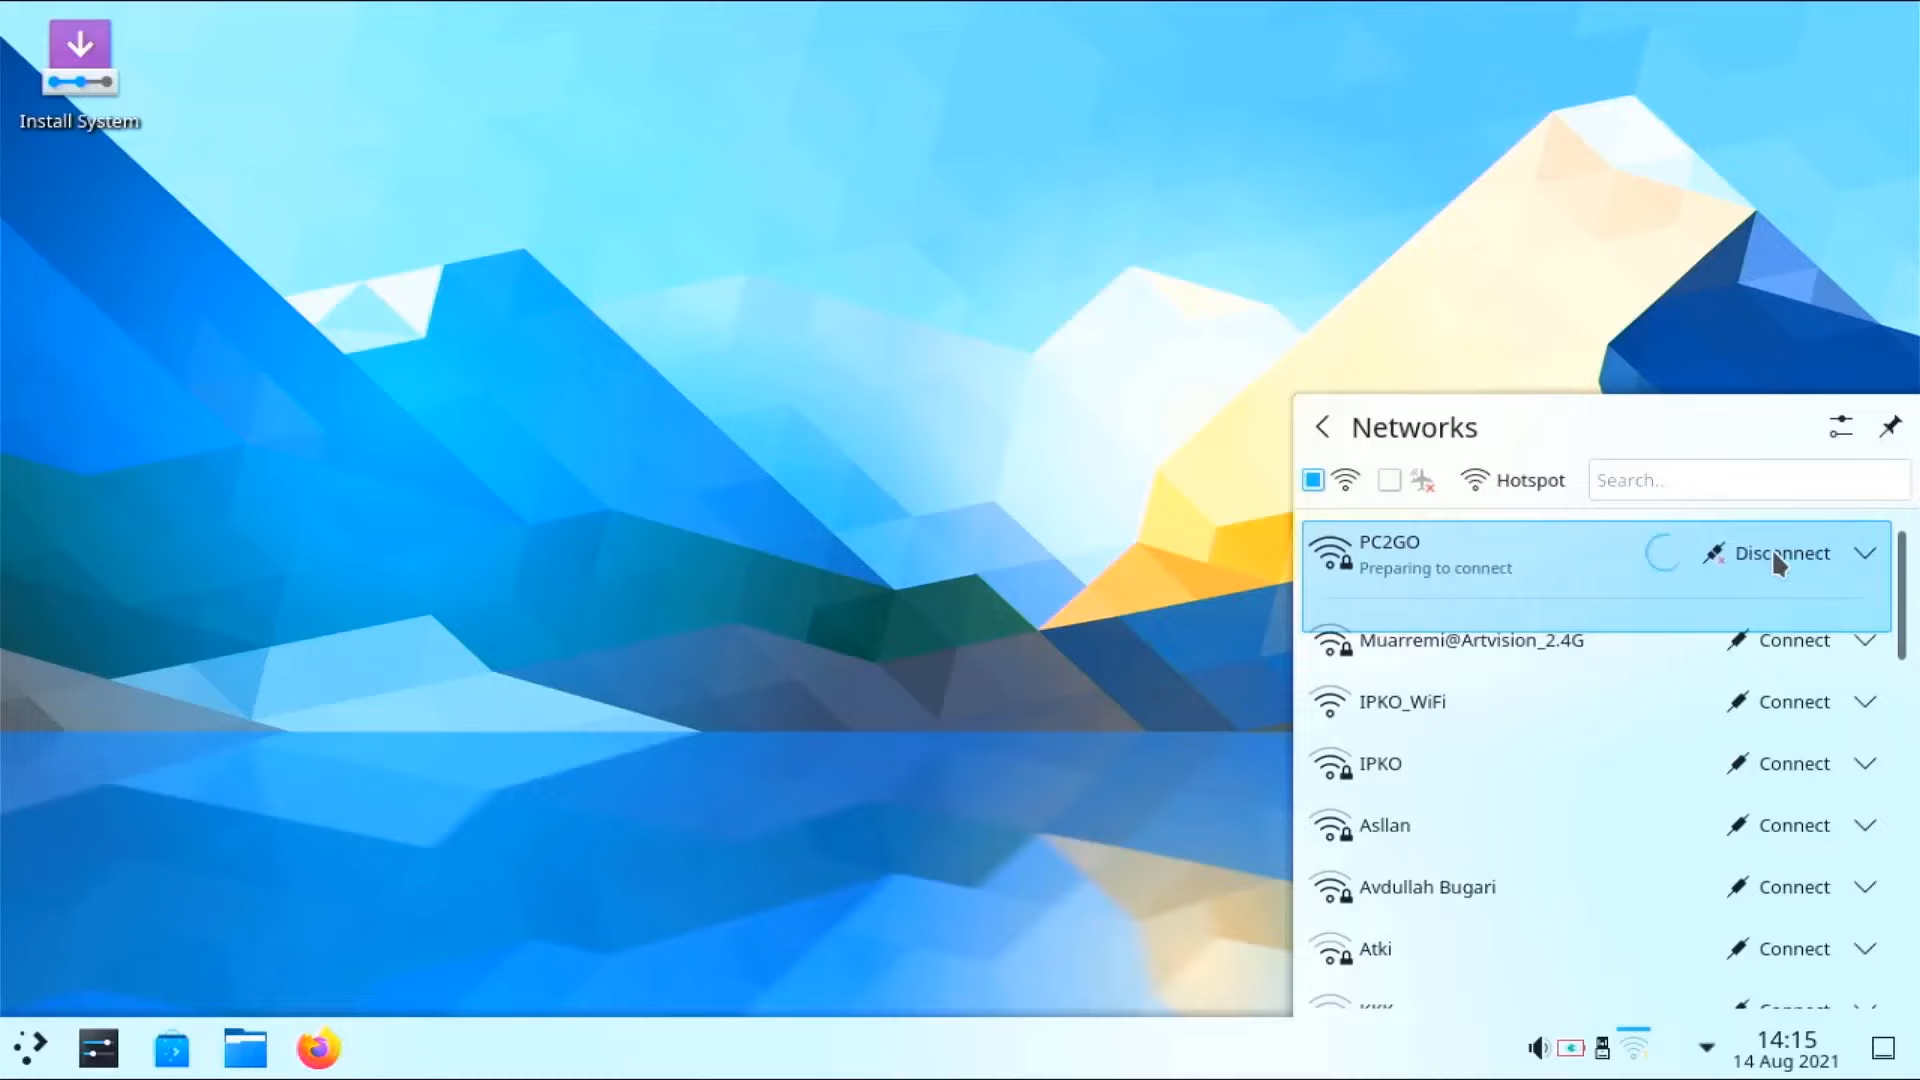 Install System
Networks
Hotspot
Search...
PC2GO
Preparing to connect
Disconnect
Muarremi@Artvision_2.4G
Connect
IPKO_WiFi
Connect
IPKO
Connect
Asllan
Connect
Avdullah Bugari
Connect
Atki
Connect
14:15
14 Aug 2021